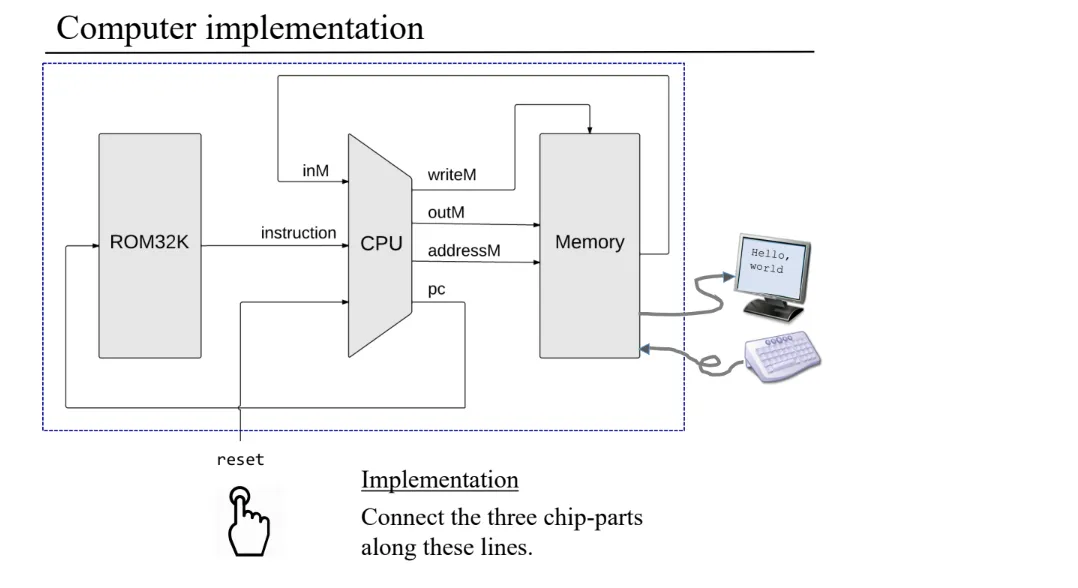 Computer implementation
inM
writeM
outM
ROM32K
instruction
CPU
addressM
Memory
pc
Hello,
world
reset
Implementation
Connect the three chip-parts
along these lines.